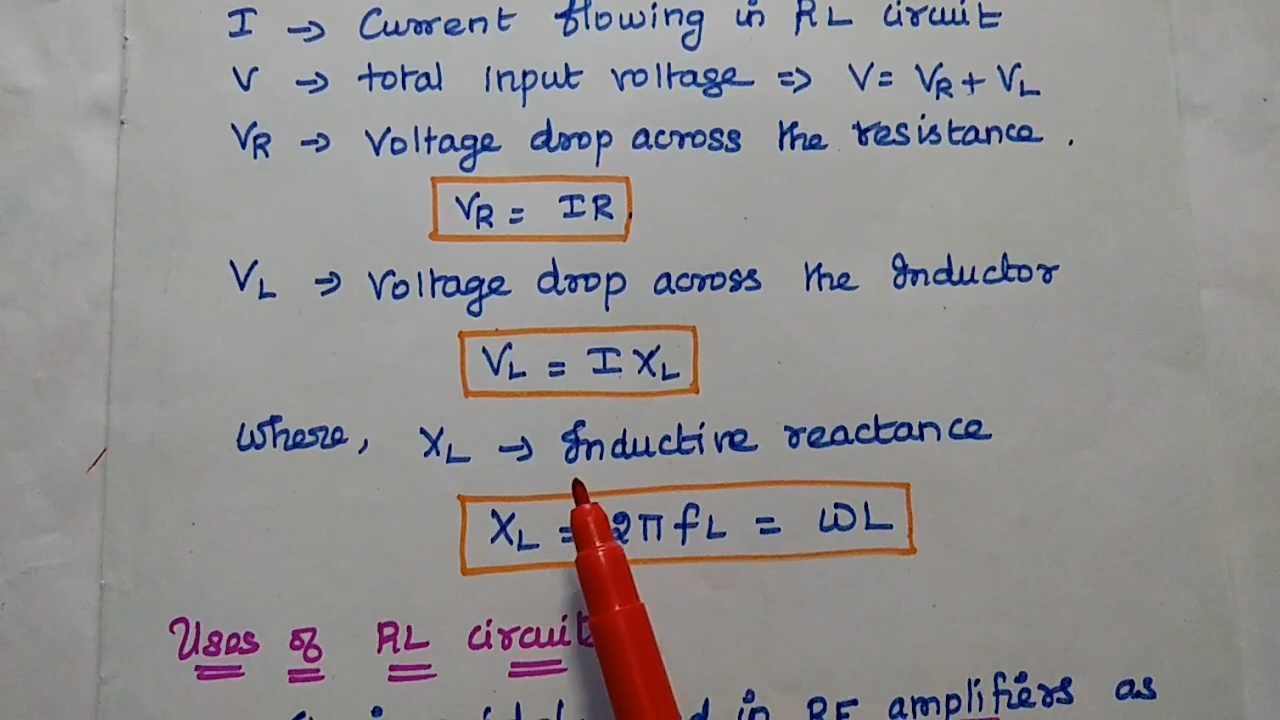 I → Current flowing in RL circuit
V → total input voltage => V = VR + VL
VR → Voltage drop across the resistance.
VR = IR
VL → Voltage drop across the Inductor
VL = I XL
Where, XL → Inductive reactance
XL = 2πfL = ωL
Uses of RL circuit
in RF amplifiers as